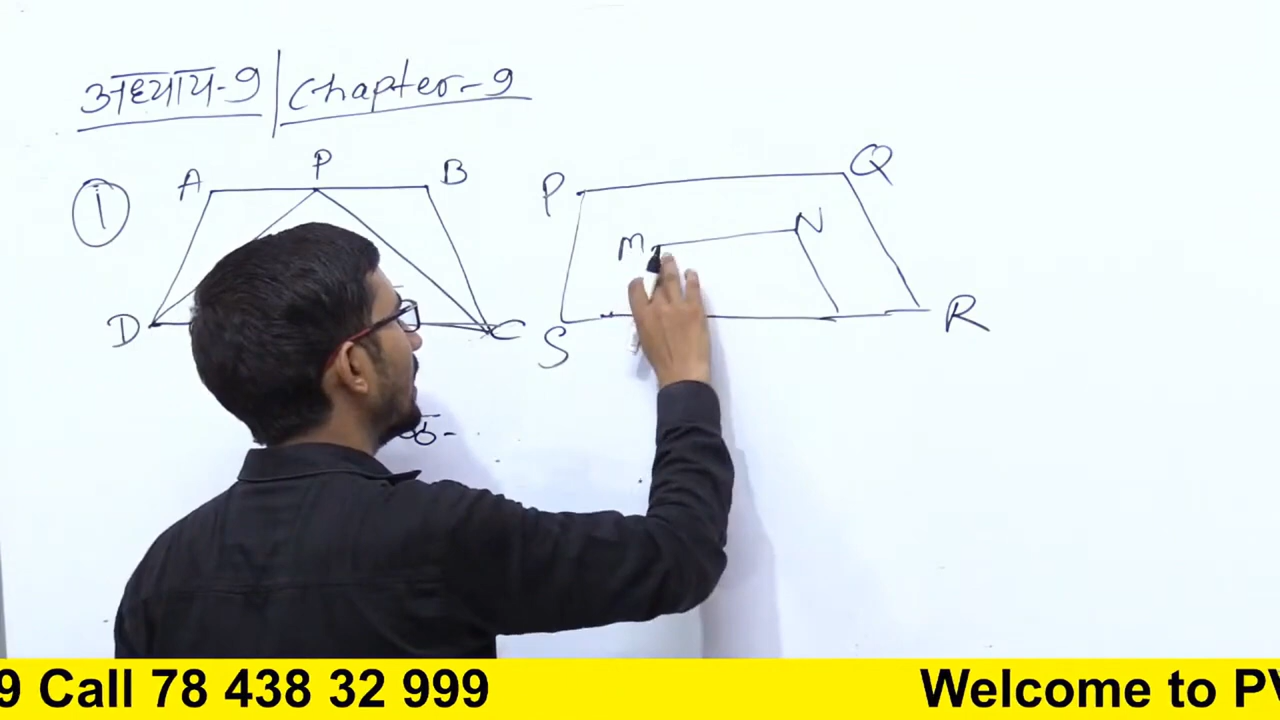 अध्याय-9 | Chapter-9
①
A P B
D C
P Q
M N
S R
9 Call 78 438 32 999
Welcome to PV